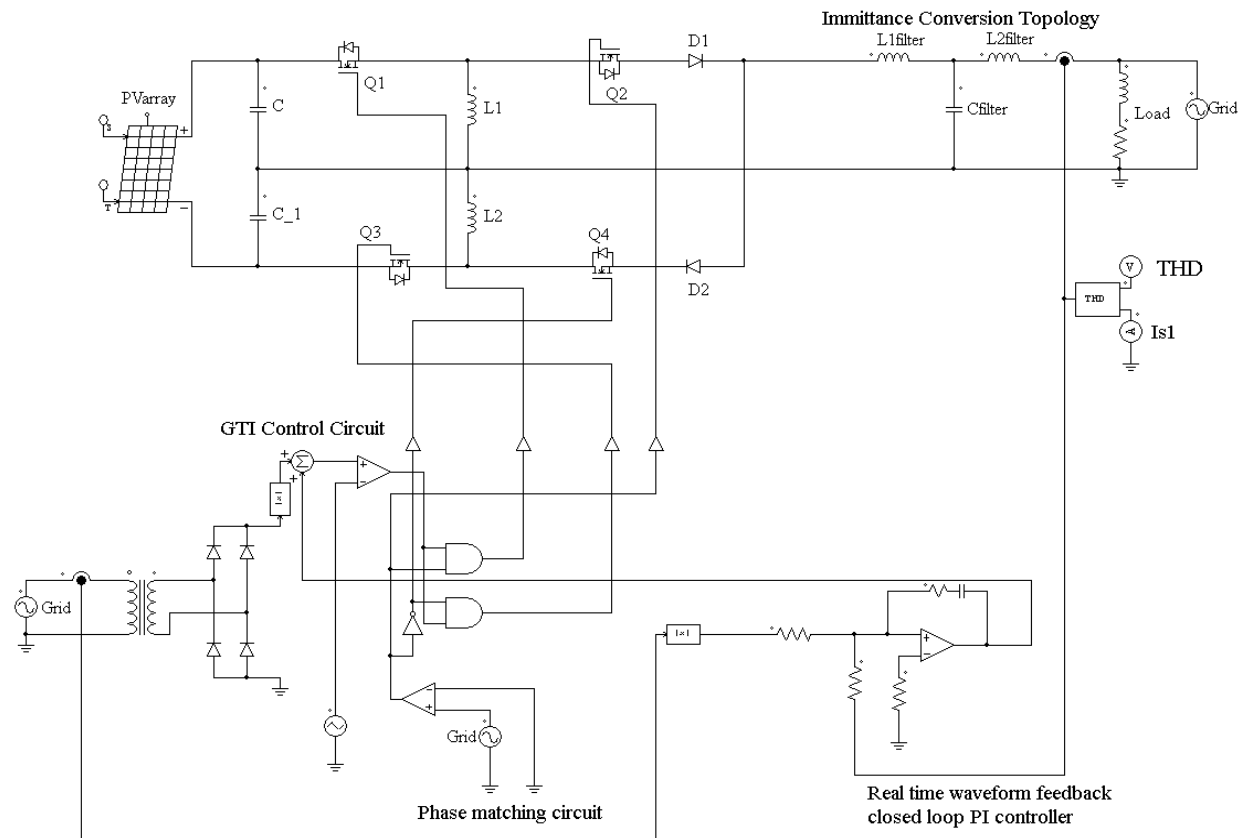 Immittance Conversion Topology
L1filter
L2filter
D1
Q1
Q2
PVarray
C
L1
Cfilter
Load
Grid
S
+
T
−
C_1
L2
Q3
Q4
D2
V
THD
THD
A
Is1
GTI Control Circuit
+
+
Σ
+
−
|x|
Grid
|x|
+
−
−
+
Grid
Phase matching circuit
Real time waveform feedback
closed loop PI controller